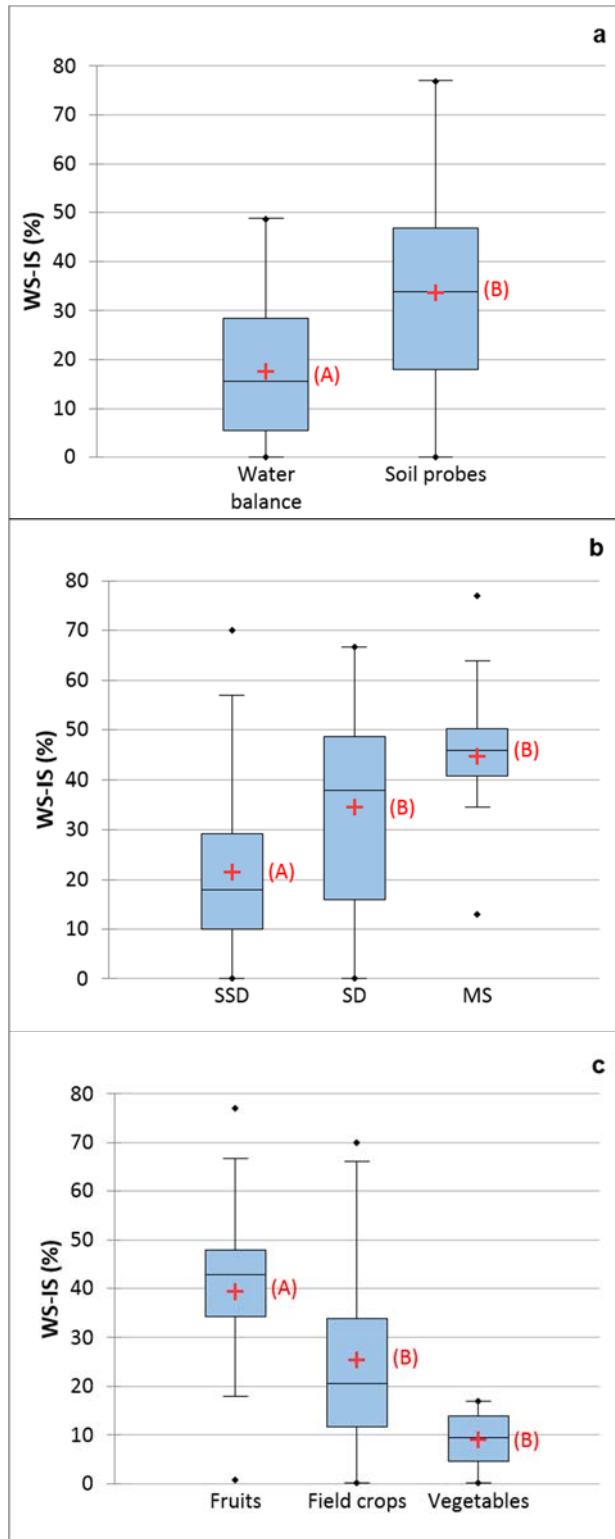 a
80
70
60
50
40
30
20
10
0
WS-IS (%)
(A)
(B)
Water
balance
Soil probes
b
80
70
60
50
40
30
20
10
0
WS-IS (%)
(A)
(B)
(B)
SSD
SD
MS
c
80
70
60
50
40
30
20
10
0
WS-IS (%)
(A)
(B)
(B)
Fruits
Field crops
Vegetables